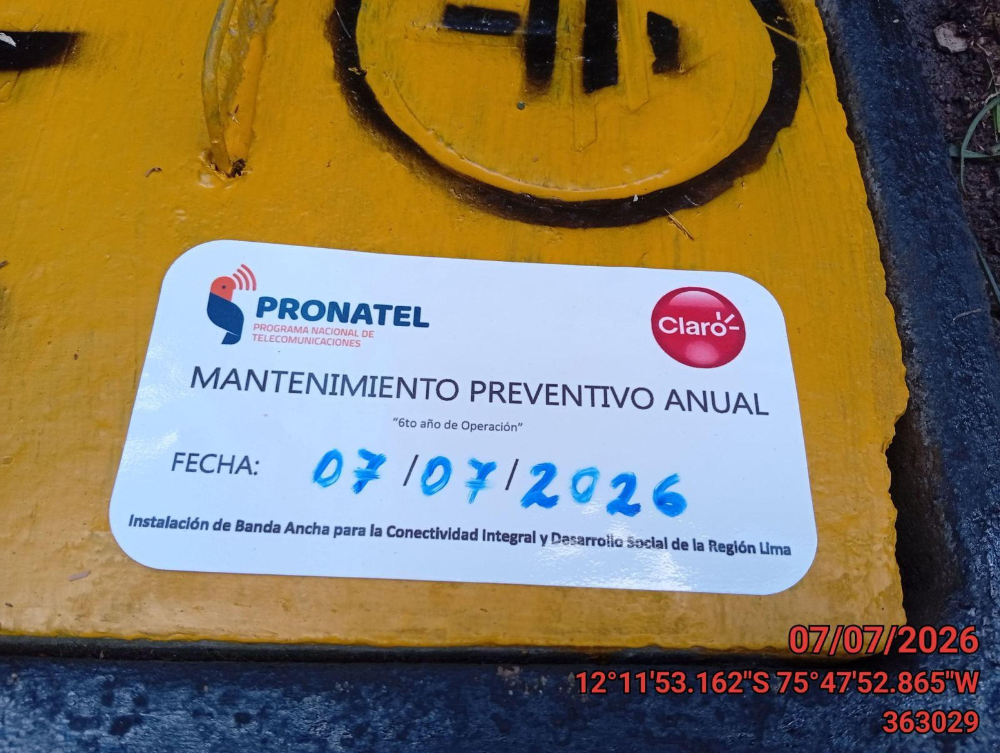 PRONATEL
PROGRAMA NACIONAL DE
TELECOMUNICACIONES
Claro
MANTENIMIENTO PREVENTIVO ANUAL
“6to año de Operación”
FECHA: 07/07/2026
Instalación de Banda Ancha para la Conectividad Integral y Desarrollo Social de la Región Lima
07/07/2026
12°11'53.162"S 75°47'52.865"W
363029